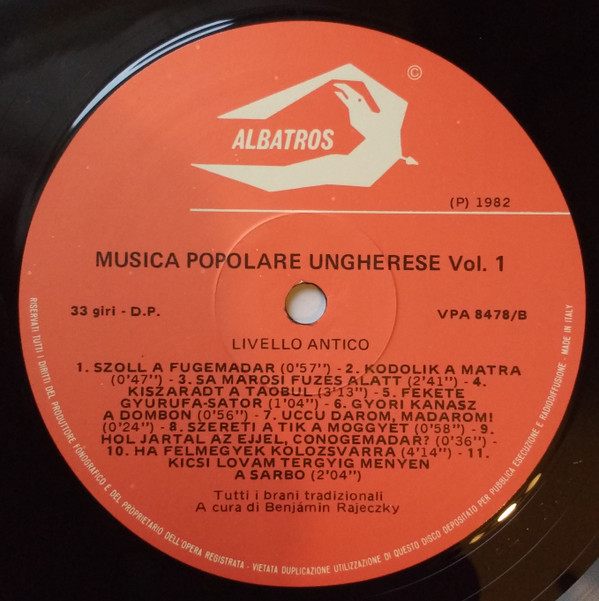 ©
ALBATROS
(P) 1982
MUSICA POPOLARE UNGHERESE Vol. 1
33 giri - D.P.
VPA 8478/B
LIVELLO ANTICO
1. SZOLL A FUGEMADAR (0'57") - 2. KODOLIK A MATRA
(0'47") - 3. SA MAROSI FUZES ALATT (2'41") - 4.
KISZARADT A TAOBUL (3'13") - 5. FEKETE
GYURUFA-SATOR (1'04") - 6. GYORI KANASZ
A DOMBON (0'56") - 7. UCCU DAROM, MADAROM!
(0'24") - 8. SZERETI A TIK A MOGGYET (0'58") - 9.
HOL JARTAL AZ EJJEL, CONOGEMADAR? (0'36") -
10. HA FELMEGYEK KOLOZSVARRA (4'14") - 11.
KICSI LOVAM TERGYIG MENYEN
A SARBO (2'04")
Tutti i brani tradizionali
A cura di Benjámin Rajeczky
RISERVATI TUTTI I DIRITTI DEL PRODUTTORE FONOGRAFICO E DEL PROPRIETARIO DELL'OPERA REGISTRATA - VIETATA DUPLICAZIONE UTILIZZAZIONE DI QUESTO DISCO DEPOSITATO PER PUBBLICA ESECUZIONE E RADIODIFFUSIONE - MADE IN ITALY